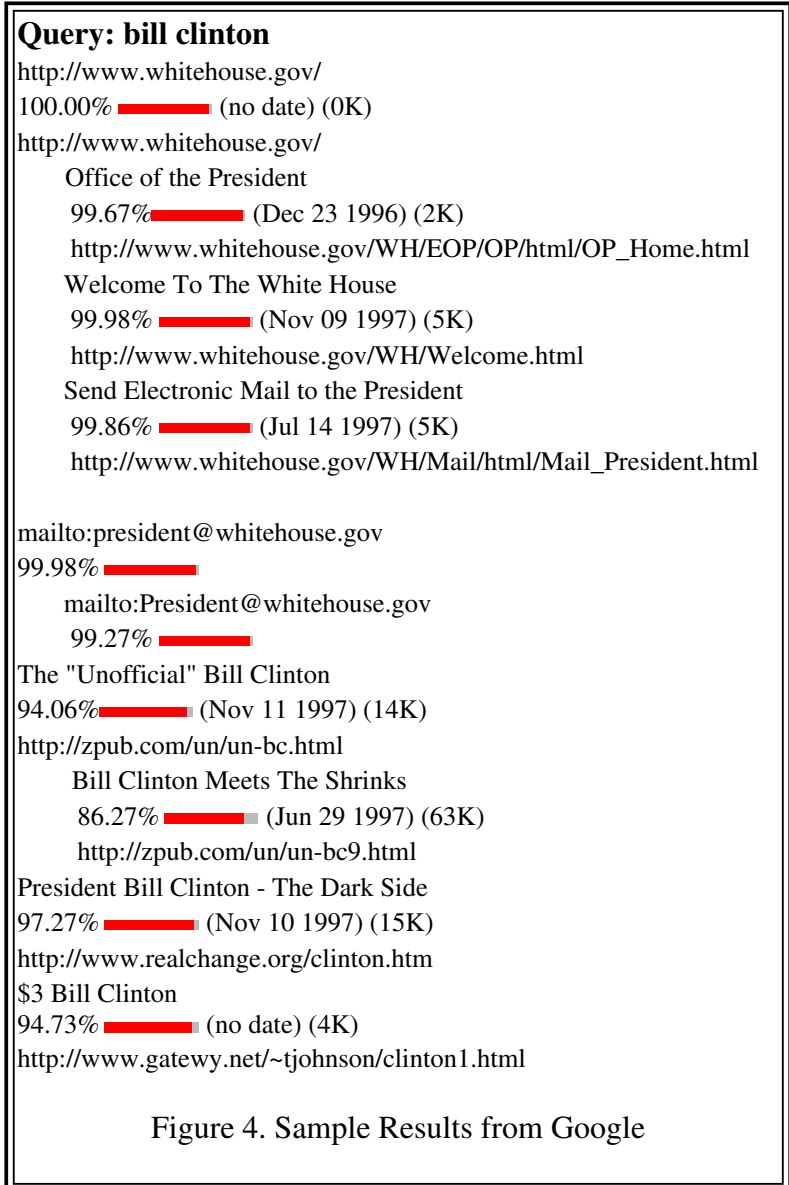 Query: bill clinton
http://www.whitehouse.gov/
100.00% (no date) (0K)
http://www.whitehouse.gov/
Office of the President
99.67% (Dec 23 1996) (2K)
http://www.whitehouse.gov/WH/EOP/OP/html/OP_Home.html
Welcome To The White House
99.98% (Nov 09 1997) (5K)
http://www.whitehouse.gov/WH/Welcome.html
Send Electronic Mail to the President
99.86% (Jul 14 1997) (5K)
http://www.whitehouse.gov/WH/Mail/html/Mail_President.html
mailto:president@whitehouse.gov
99.98%
mailto:President@whitehouse.gov
99.27%
The "Unofficial" Bill Clinton
94.06% (Nov 11 1997) (14K)
http://zpub.com/un/un-bc.html
Bill Clinton Meets The Shrinks
86.27% (Jun 29 1997) (63K)
http://zpub.com/un/un-bc9.html
President Bill Clinton - The Dark Side
97.27% (Nov 10 1997) (15K)
http://www.realchange.org/clinton.htm
$3 Bill Clinton
94.73% (no date) (4K)
http://www.gatewy.net/~tjohnson/clinton1.html
Figure 4. Sample Results from Google